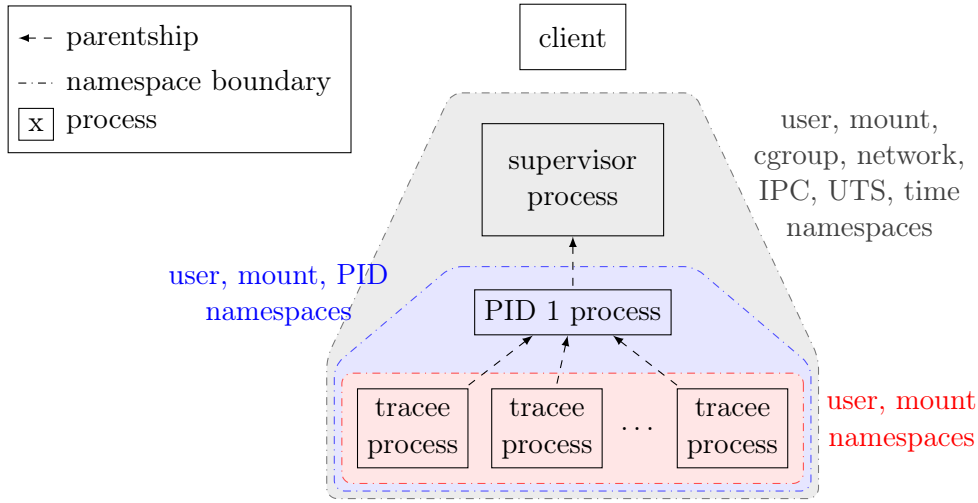 parentship
namespace boundary
x process
client
supervisor
process
user, mount,
cgroup, network,
IPC, UTS, time
namespaces
user, mount, PID
namespaces
PID 1 process
tracee
process
tracee
process
...
tracee
process
user, mount
namespaces